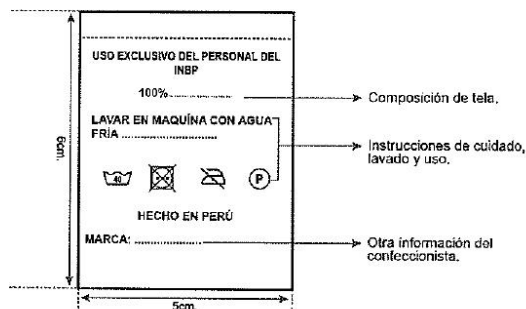 USO EXCLUSIVO DEL PERSONAL DEL
INBP
100%....................
Composición de tela.
LAVAR EN MAQUÍNA CON AGUA
FRÍA.......................
Instrucciones de cuidado,
lavado y uso.
40
P
HECHO EN PERÚ
MARCA: .................
Otra información del
confeccionista.
6cm.
5cm.